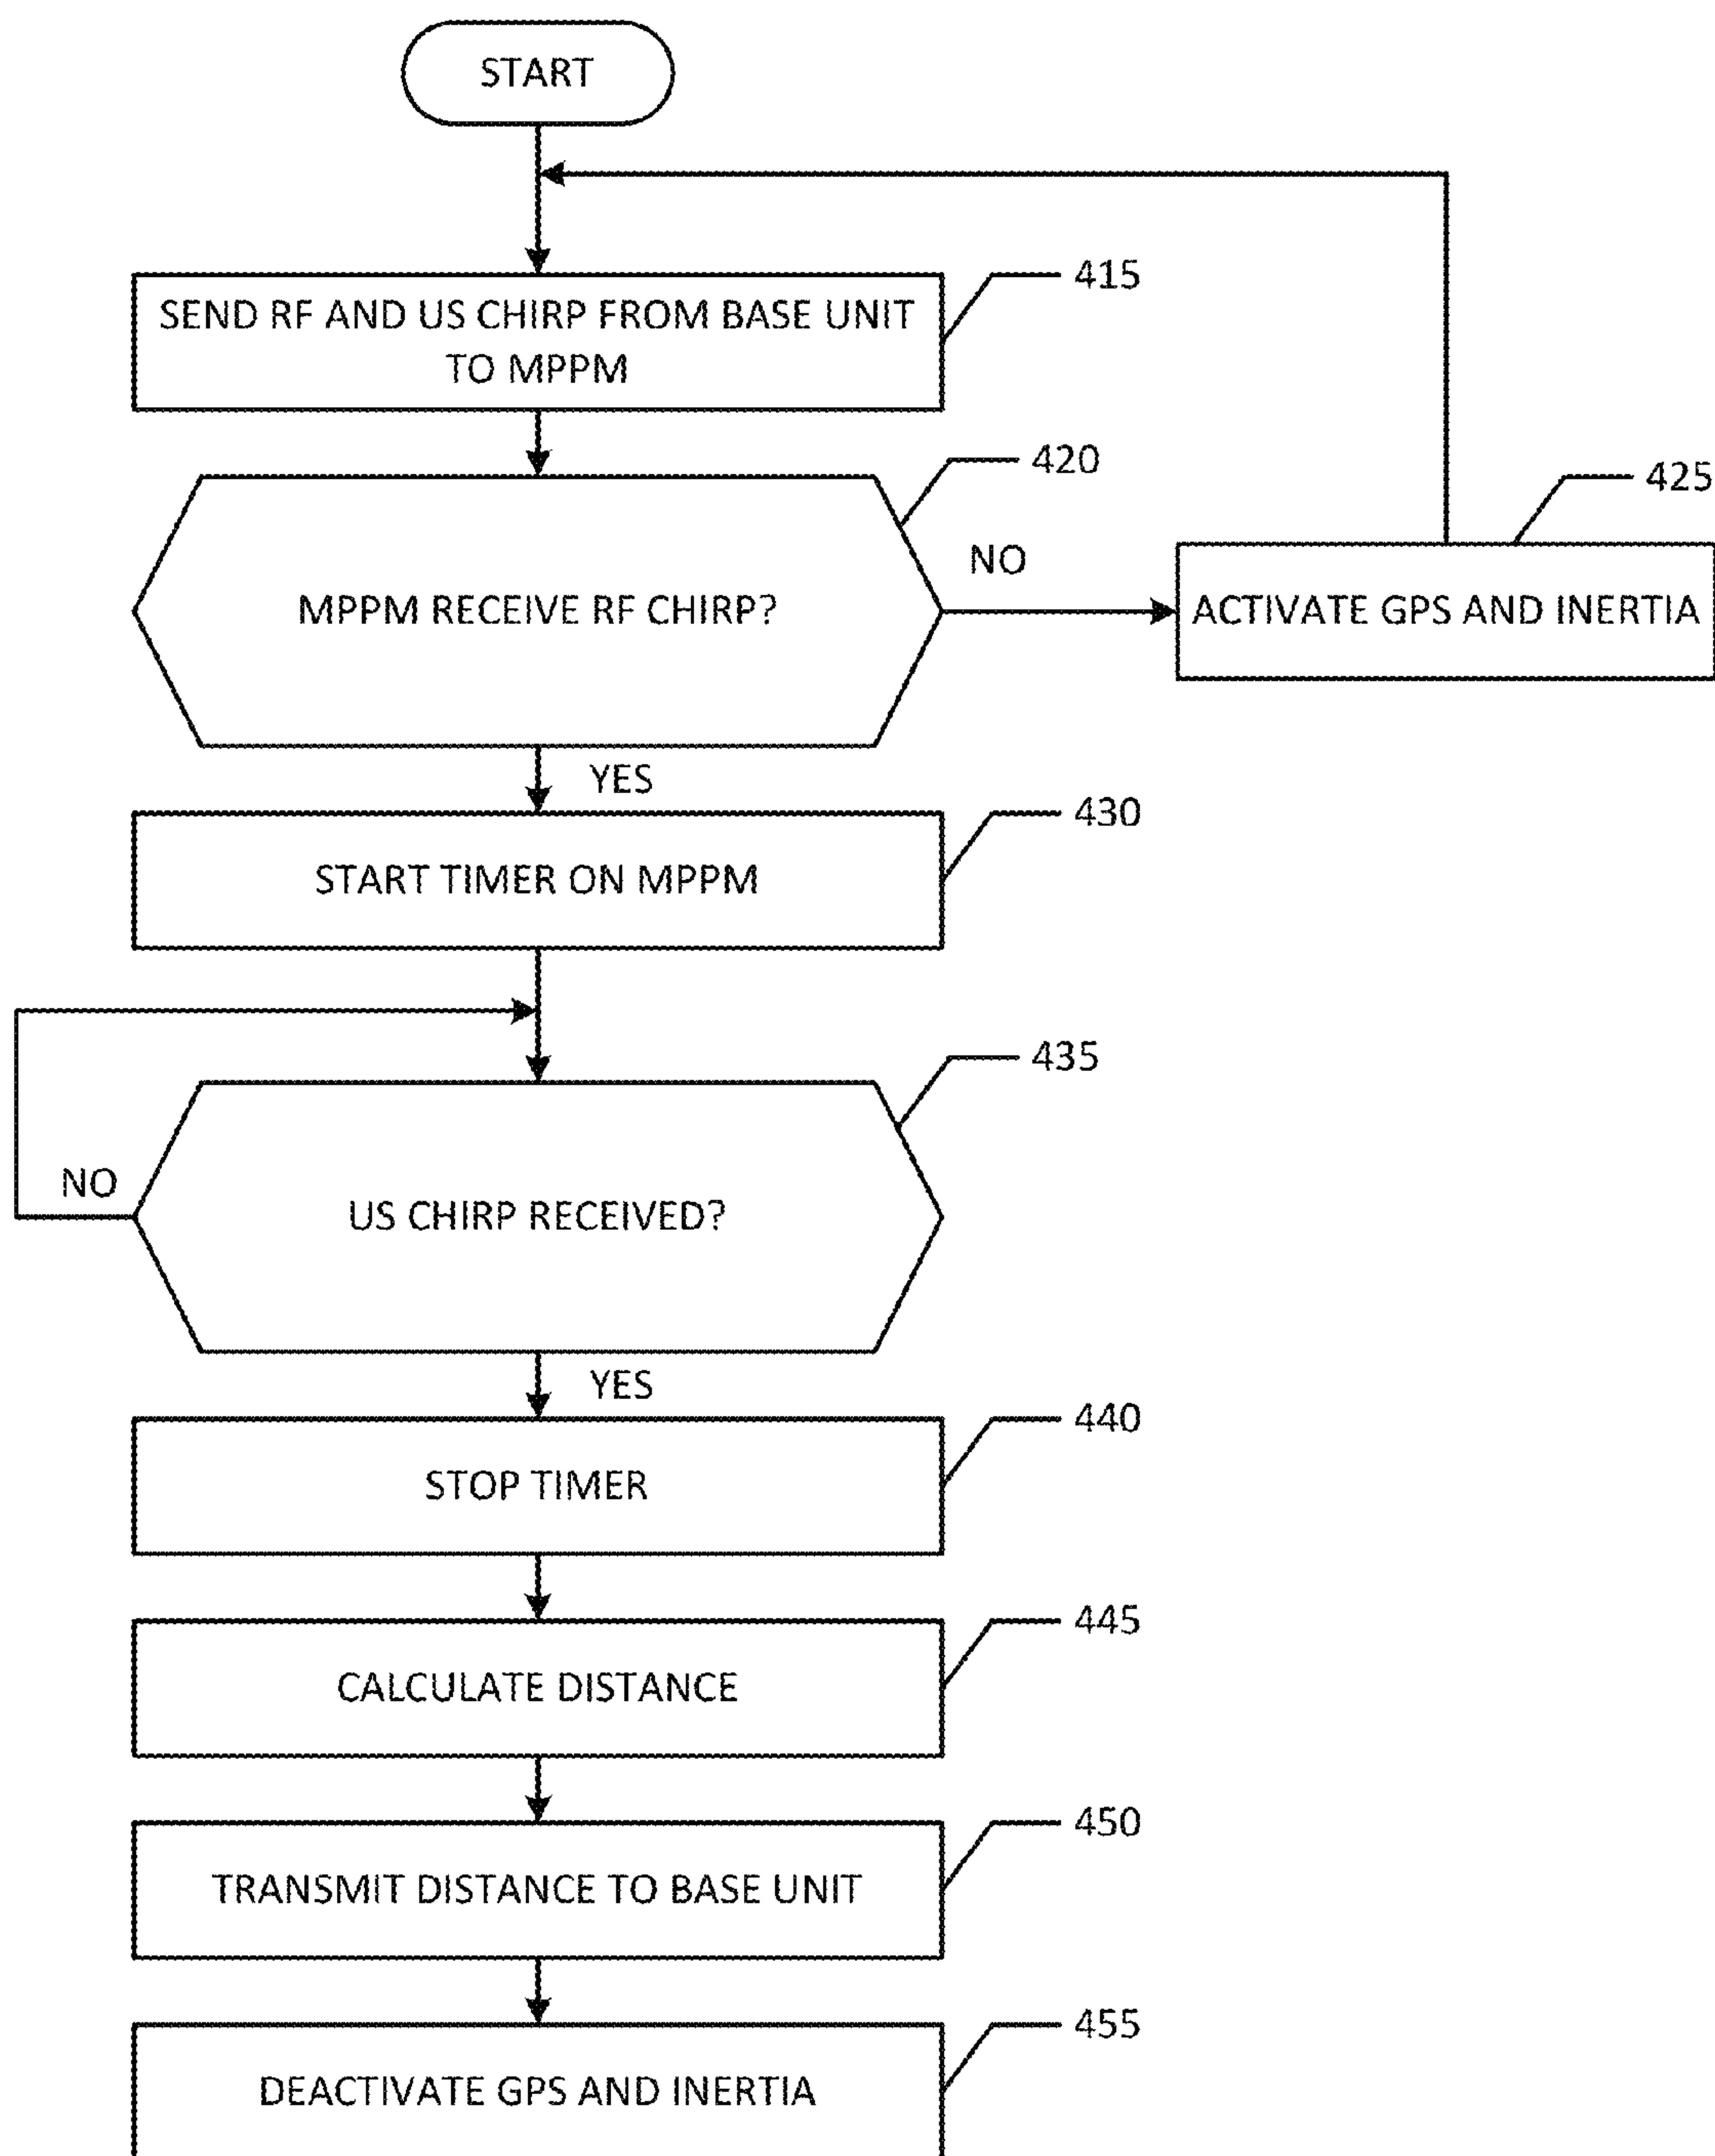 START
415
SEND RF AND US CHIRP FROM BASE UNIT
TO MPPM
420
425
NO
MPPM RECEIVE RF CHIRP?
ACTIVATE GPS AND INERTIA
YES
430
START TIMER ON MPPM
435
NO
US CHIRP RECEIVED?
YES
440
STOP TIMER
445
CALCULATE DISTANCE
450
TRANSMIT DISTANCE TO BASE UNIT
455
DEACTIVATE GPS AND INERTIA